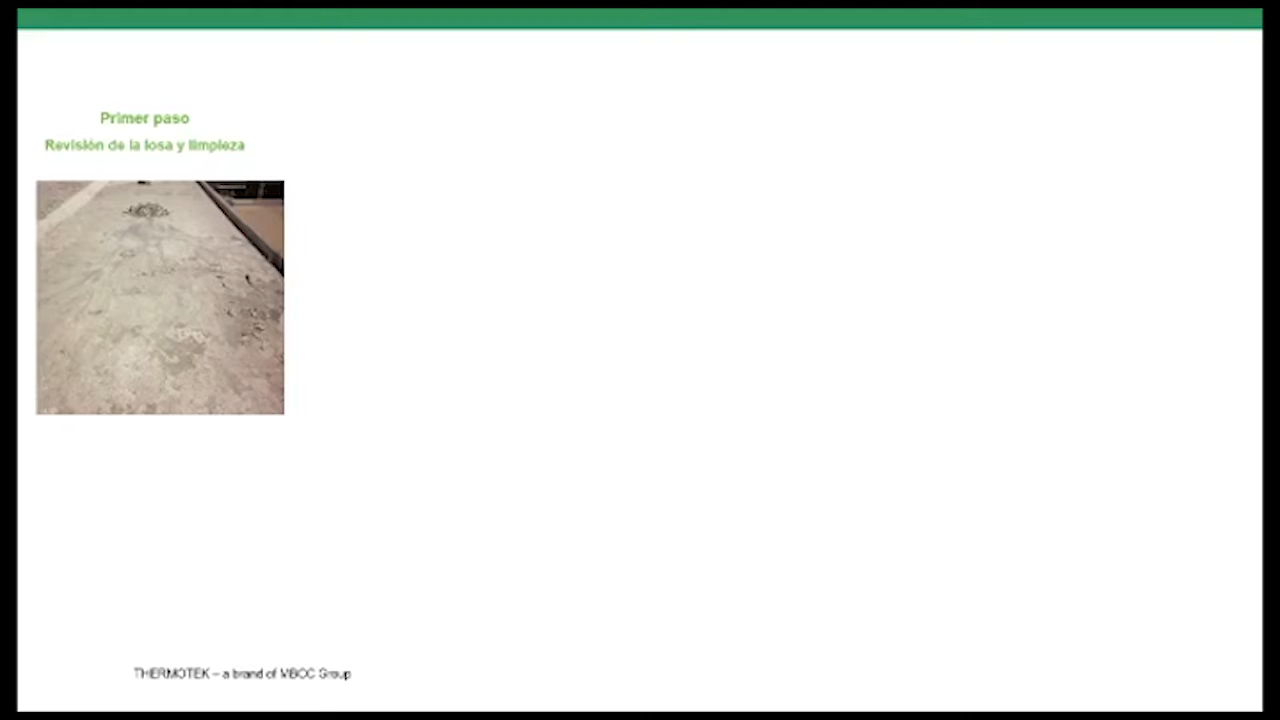 Primer paso
Revisión de la losa y limpieza
THERMOTEK – a brand of MBCC Group